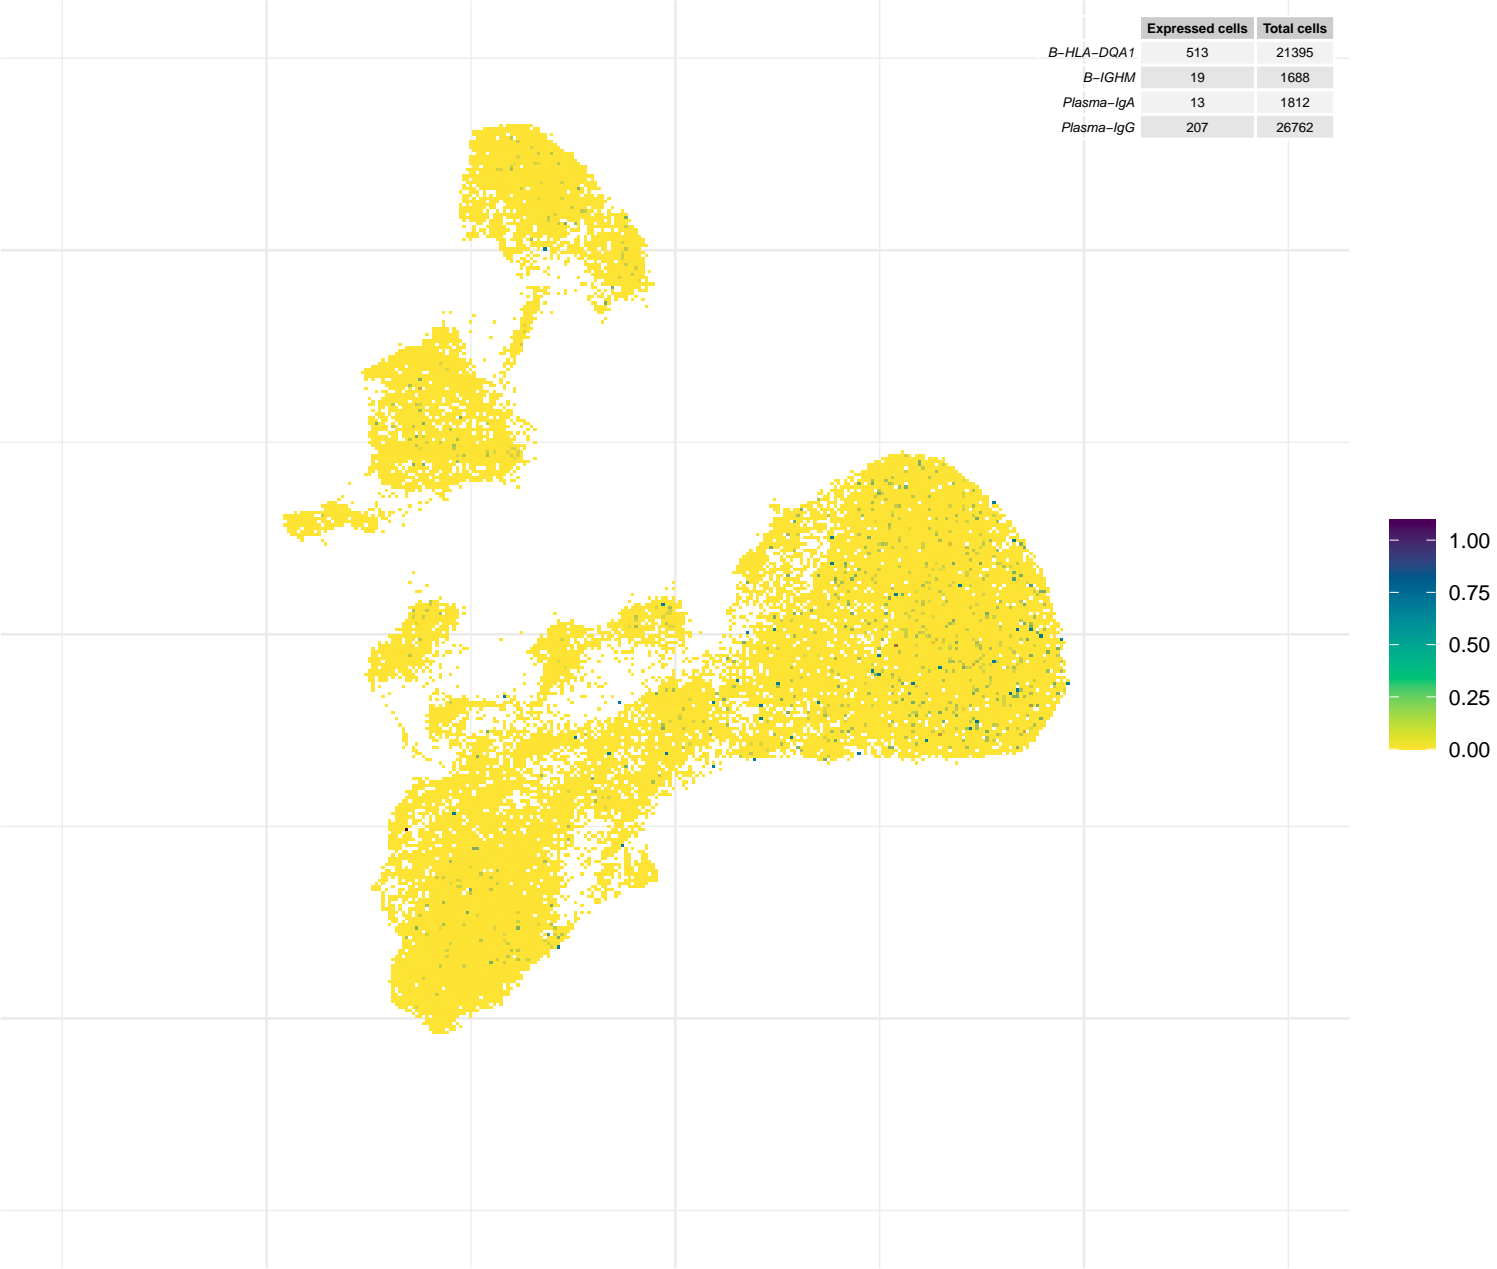 Expressed cells Total cells
B−HLA−DQA1 513 21395
B−IGHM 19 1688
Plasma−IgA 13 1812
Plasma−IgG 207 26762
1.00
0.75
0.50
0.25
0.00